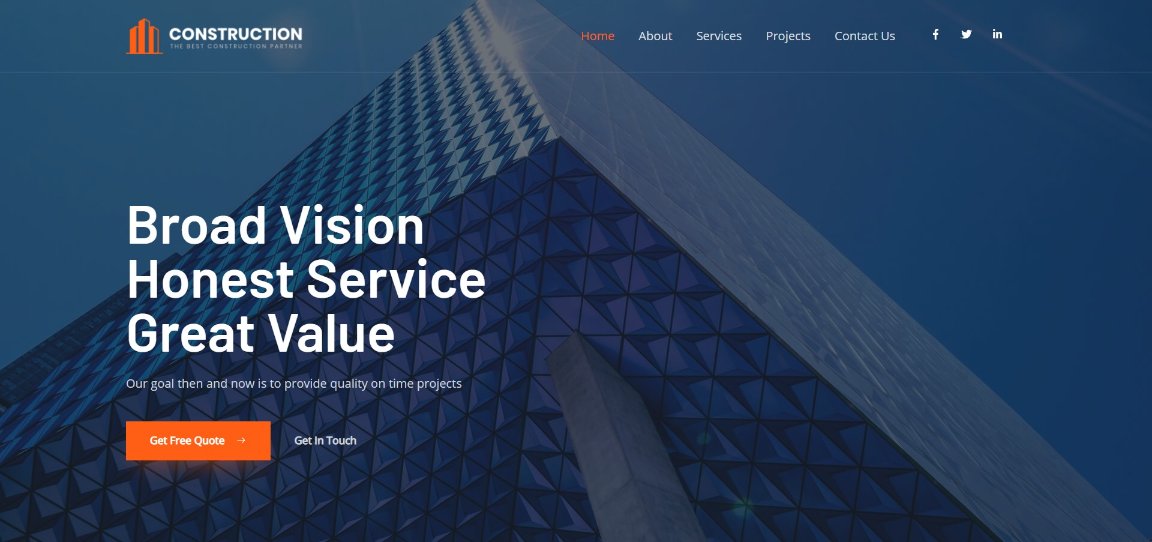 CONSTRUCTION
THE BEST CONSTRUCTION PARTNER
Home About Services Projects Contact Us
Broad Vision
Honest Service
Great Value
Our goal then and now is to provide quality on time projects
Get Free Quote → Get In Touch